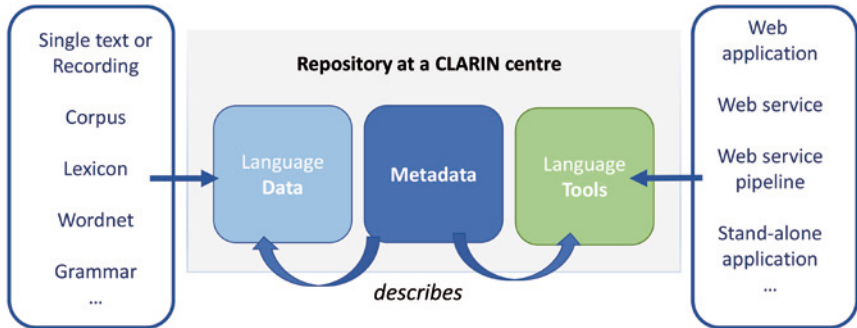 Single text or
Recording
Corpus
Lexicon
Wordnet
Grammar
...
Repository at a CLARIN centre
Language
Data
Metadata
Language
Tools
describes
Web
application
Web service
Web service
pipeline
Stand-alone
application
...